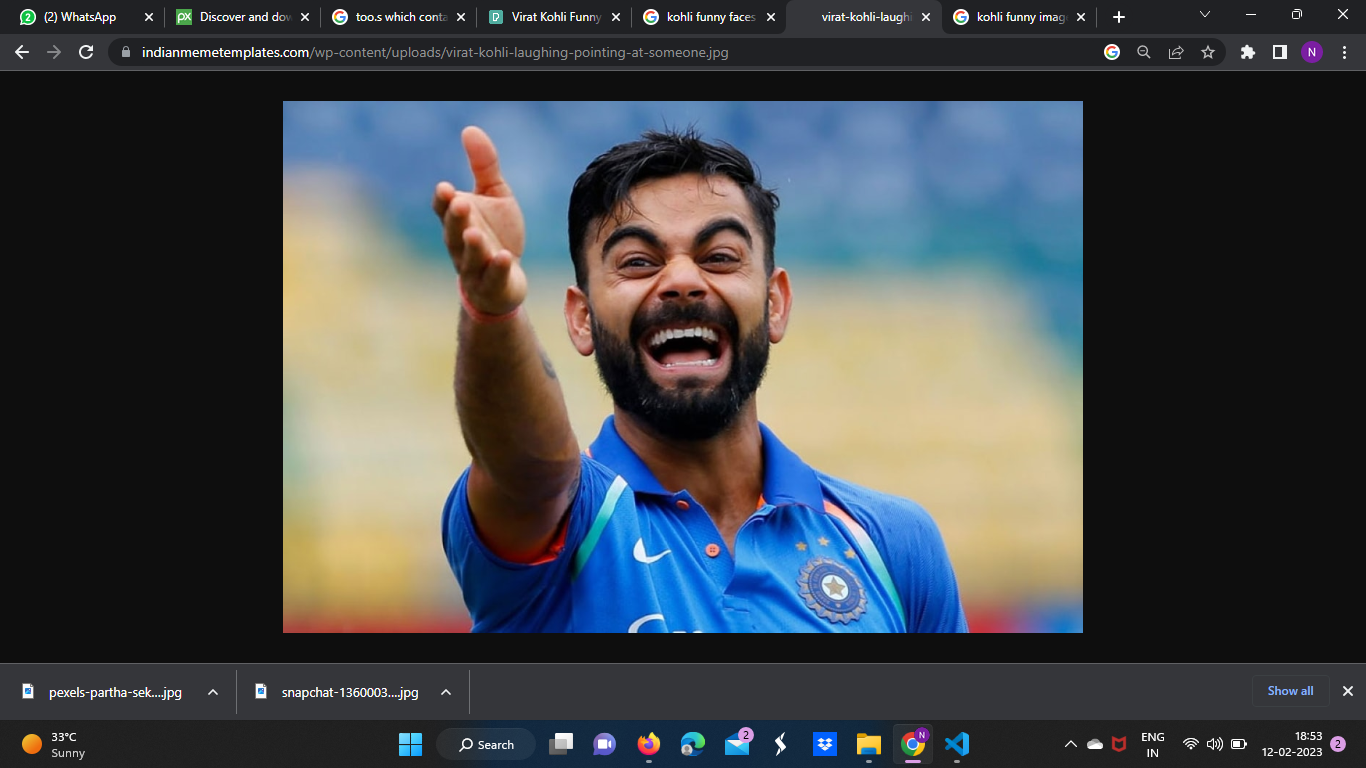 (2) WhatsApp
Discover and dow
too.s which conta
Virat Kohli Funny
kohli funny faces
virat-kohli-laughi
kohli funny imag
indianmemetemplates.com/wp-content/uploads/virat-kohli-laughing-pointing-at-someone.jpg
N
pexels-partha-sek....jpg
snapchat-1360003....jpg
Show all
33°C
Sunny
Search
2
N
ENG
IN
18:53
12-02-2023
2